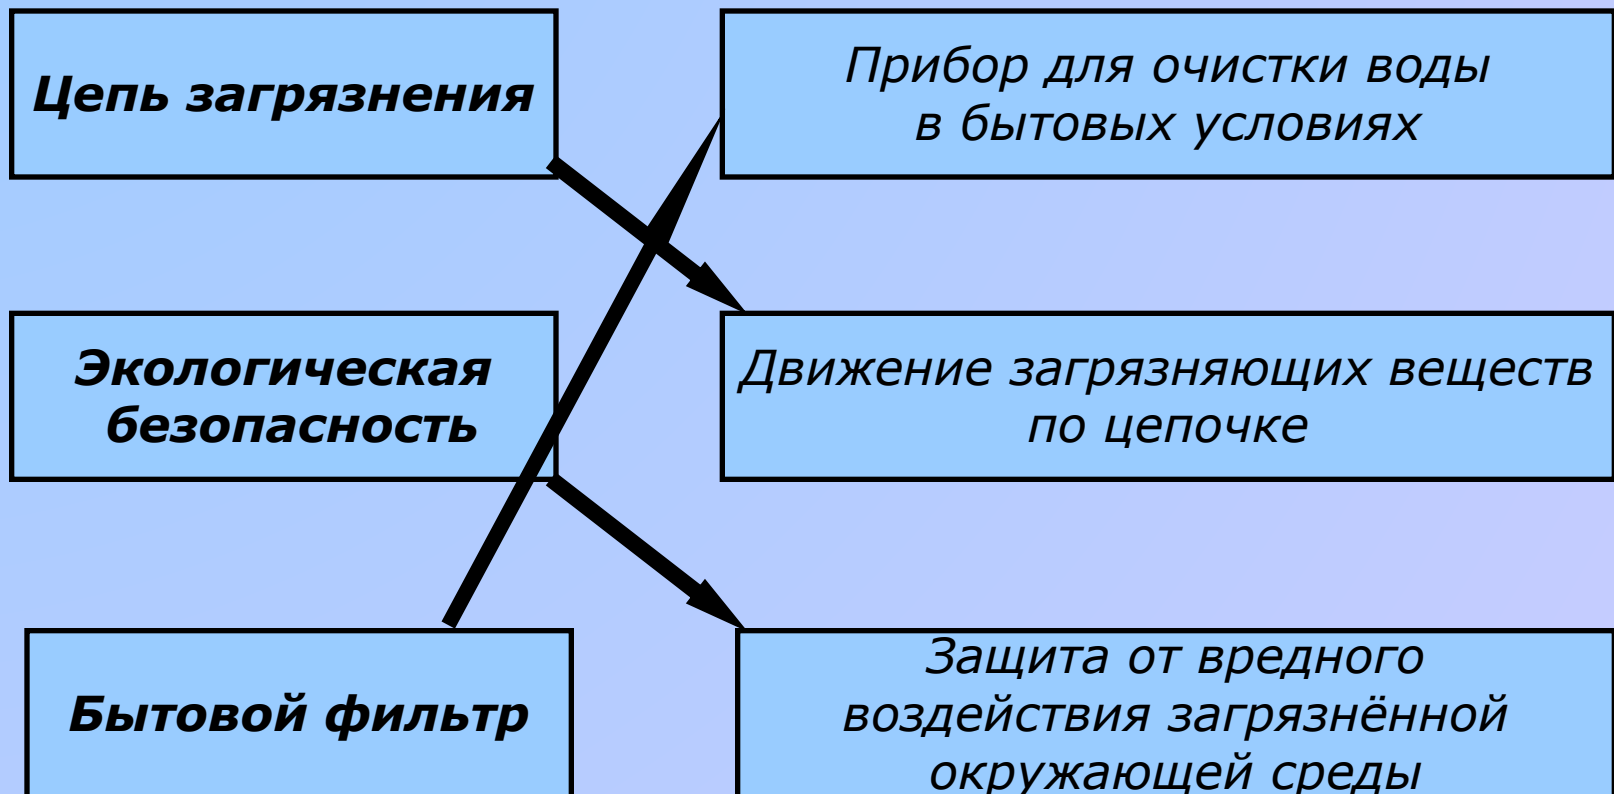 Цепь загрязнения
Прибор для очистки воды
в бытовых условиях
Экологическая
безопасность
Движение загрязняющих веществ
по цепочке
Бытовой фильтр
Защита от вредного
воздействия загрязнённой
окружающей среды